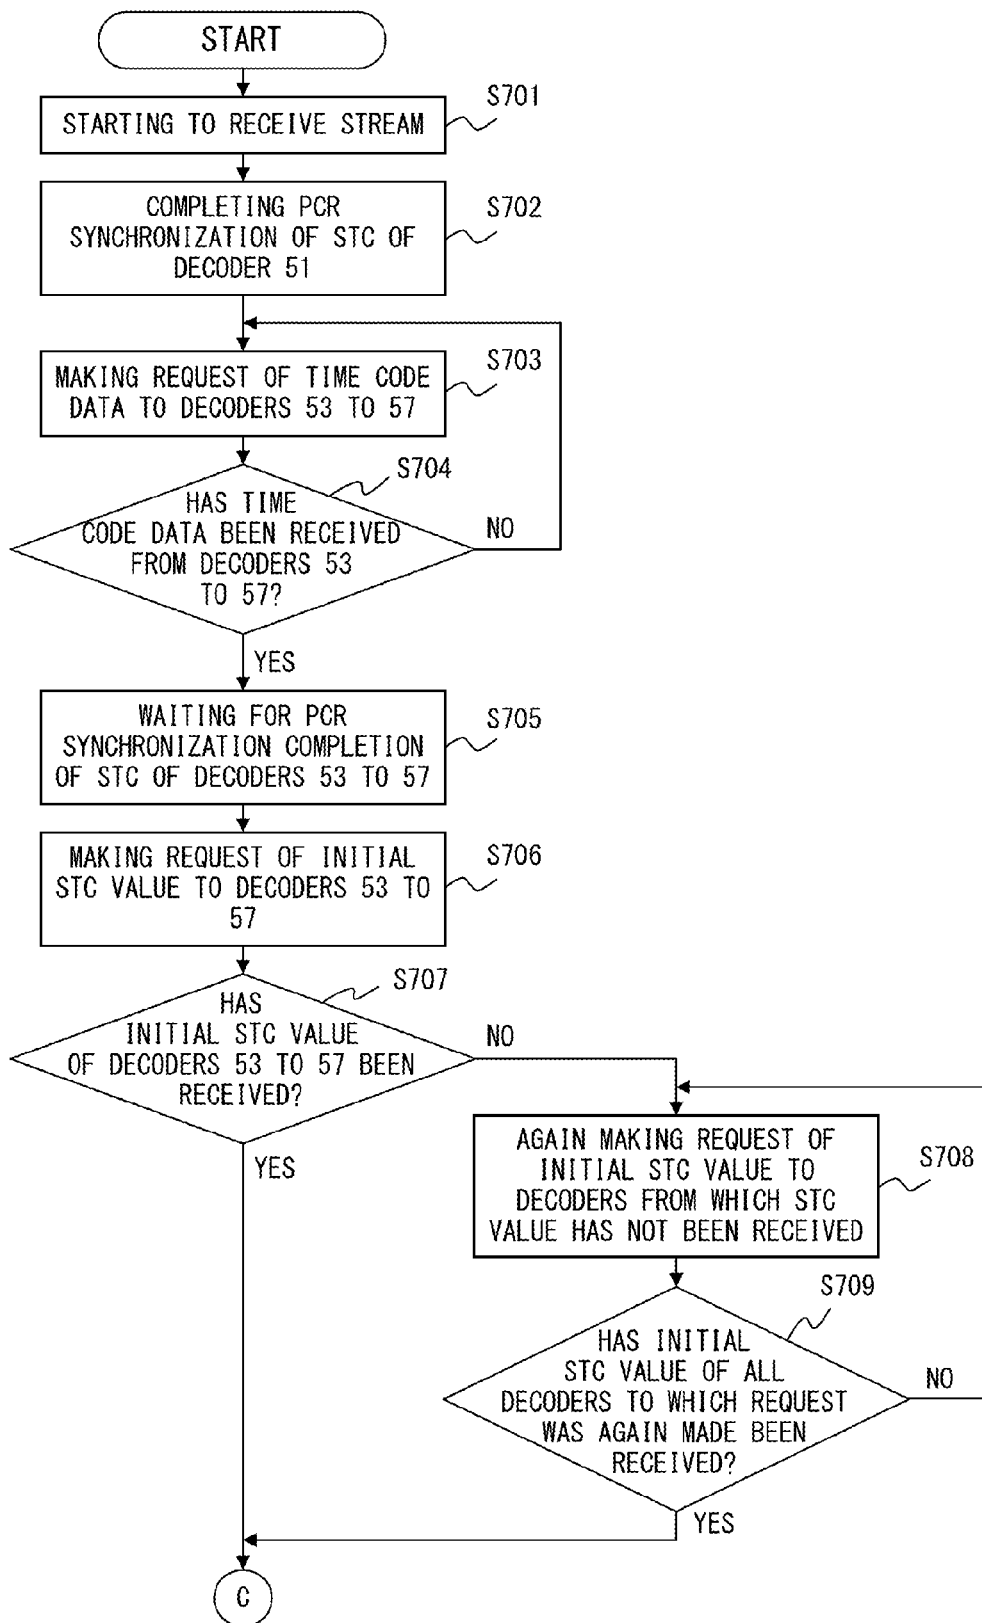 START
S701
STARTING TO RECEIVE STREAM
S702
COMPLETING PCR
SYNCHRONIZATION OF STC OF
DECODER 51
S703
MAKING REQUEST OF TIME CODE
DATA TO DECODERS 53 TO 57
S704
HAS TIME
CODE DATA BEEN RECEIVED
FROM DECODERS 53
TO 57?
NO
YES
S705
WAITING FOR PCR
SYNCHRONIZATION COMPLETION
OF STC OF DECODERS 53 TO 57
S706
MAKING REQUEST OF INITIAL
STC VALUE TO DECODERS 53 TO
57
S707
HAS
INITIAL STC VALUE
OF DECODERS 53 TO 57 BEEN
RECEIVED?
NO
YES
S708
AGAIN MAKING REQUEST OF
INITIAL STC VALUE TO
DECODERS FROM WHICH STC
VALUE HAS NOT BEEN RECEIVED
S709
HAS INITIAL
STC VALUE OF ALL
DECODERS TO WHICH REQUEST
WAS AGAIN MADE BEEN
RECEIVED?
NO
YES
C